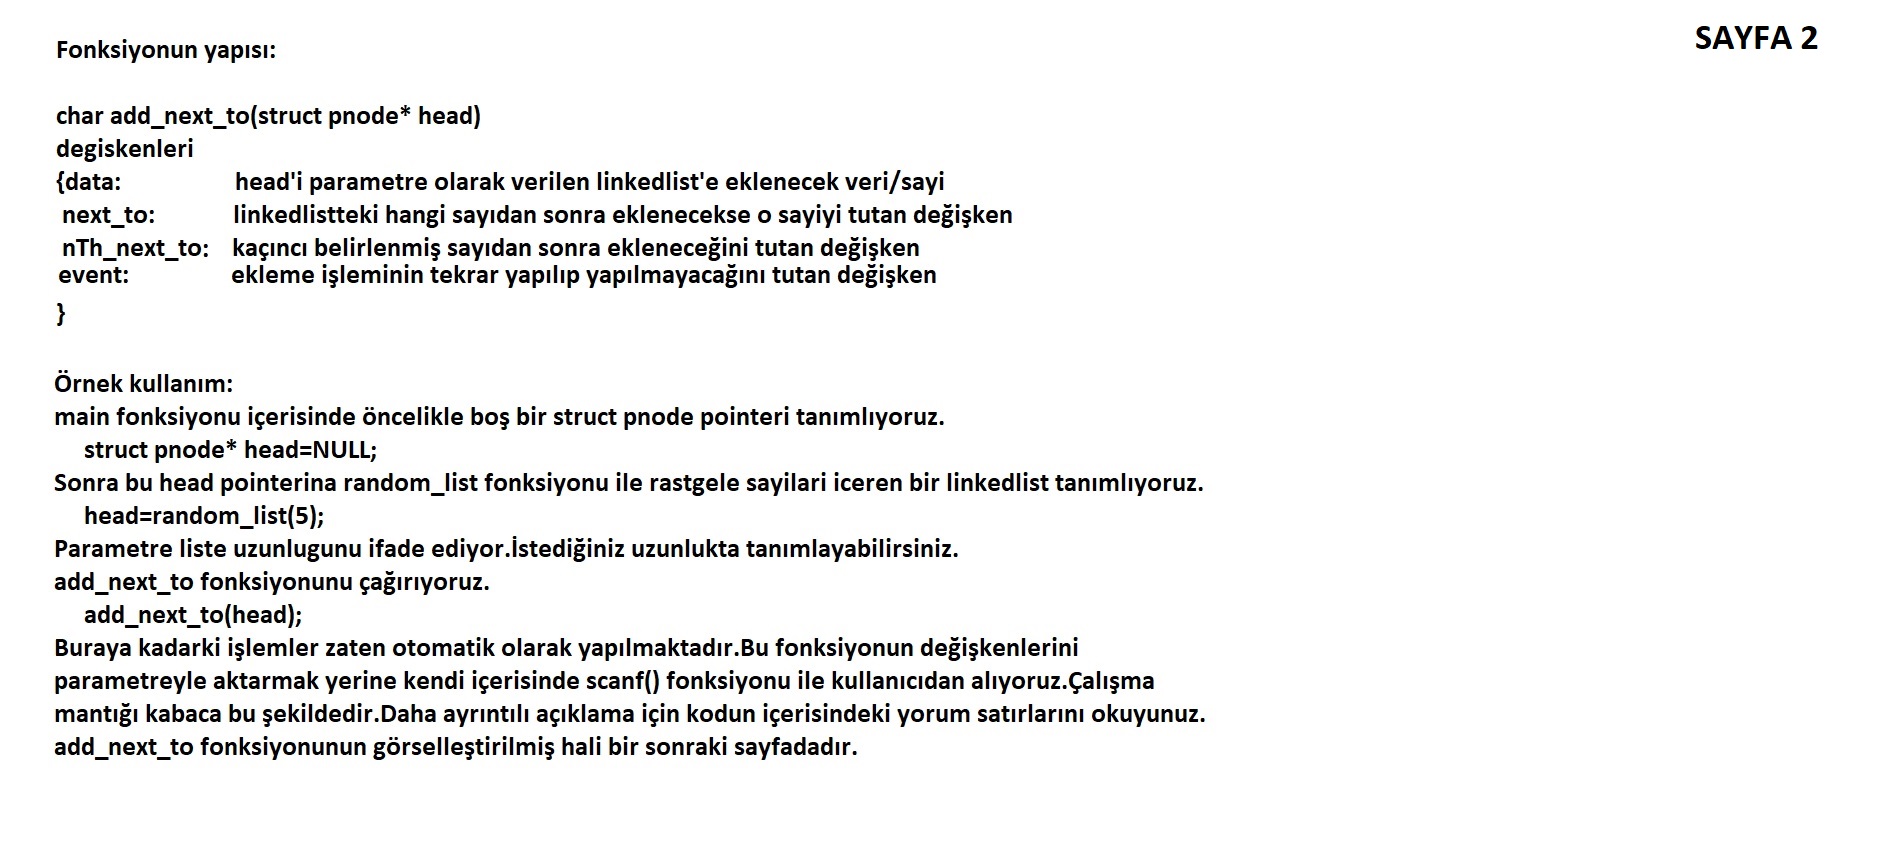 SAYFA 2
Fonksiyonun yapısı:
char add_next_to(struct pnode* head)
degiskenleri
{data: head'i parametre olarak verilen linkedlist'e eklenecek veri/sayi
next_to: linkedlistteki hangi sayıdan sonra eklenecekse o sayiyi tutan değişken
nTh_next_to: kaçıncı belirlenmiş sayıdan sonra ekleneceğini tutan değişken
event: ekleme işleminin tekrar yapılıp yapılmayacağını tutan değişken
}
Örnek kullanım:
main fonksiyonu içerisinde öncelikle boş bir struct pnode pointeri tanımlıyoruz.
struct pnode* head=NULL;
Sonra bu head pointerina random_list fonksiyonu ile rastgele sayilari iceren bir linkedlist tanımlıyoruz.
head=random_list(5);
Parametre liste uzunlugunu ifade ediyor.İstediğiniz uzunlukta tanımlayabilirsiniz.
add_next_to fonksiyonunu çağırıyoruz.
add_next_to(head);
Buraya kadarki işlemler zaten otomatik olarak yapılmaktadır.Bu fonksiyonun değişkenlerini
parametreyle aktarmak yerine kendi içerisinde scanf() fonksiyonu ile kullanıcıdan alıyoruz.Çalışma
mantığı kabaca bu şekildedir.Daha ayrıntılı açıklama için kodun içerisindeki yorum satırlarını okuyunuz.
add_next_to fonksiyonunun görselleştirilmiş hali bir sonraki sayfadadır.